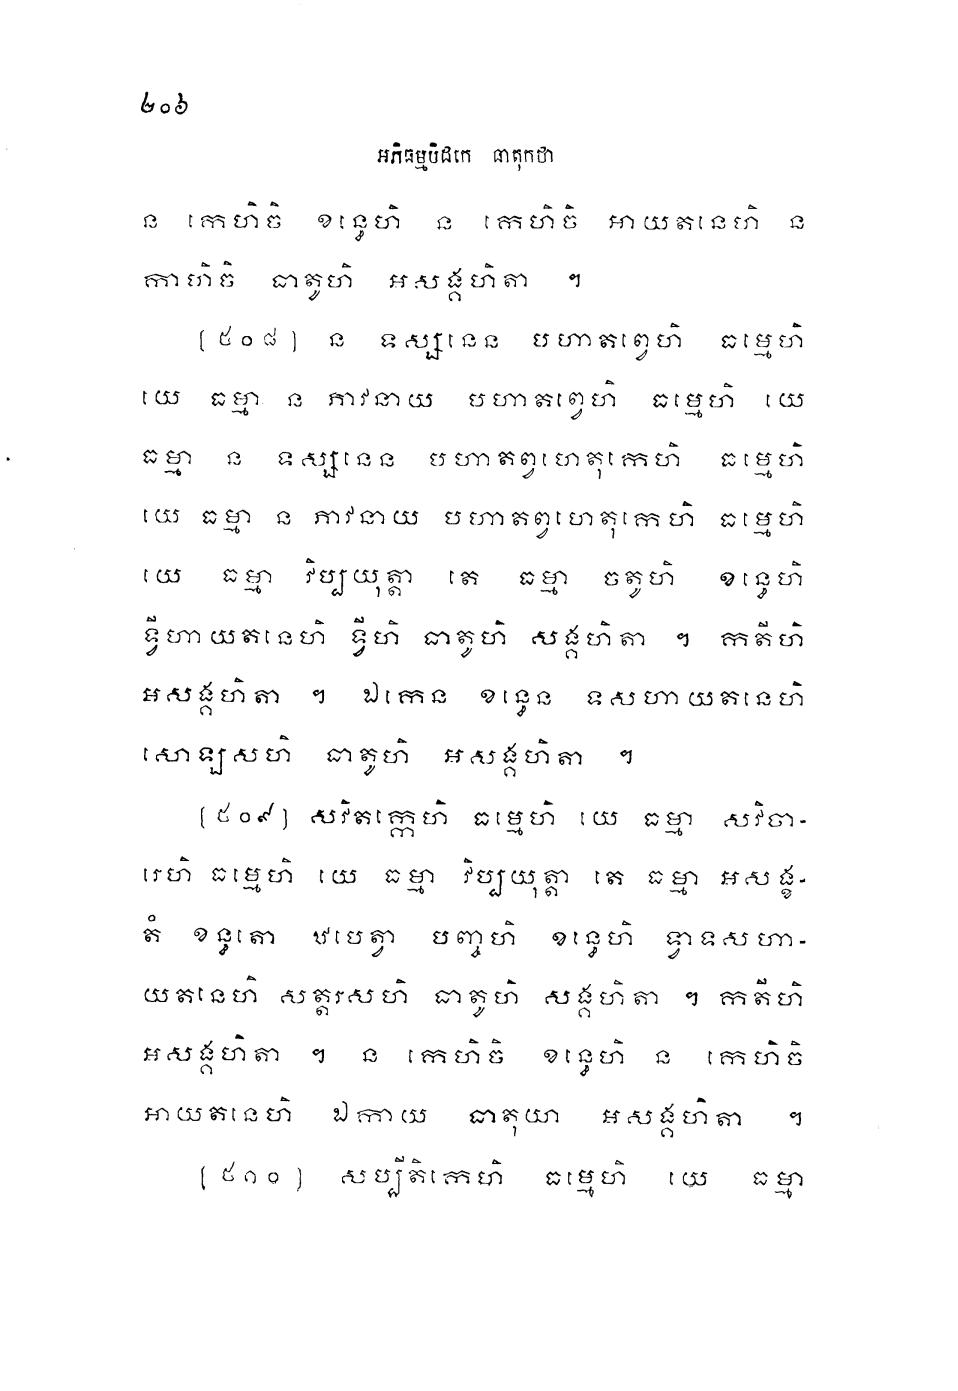 ២០៦
អភិធម្មបិដកេ ធាតុកថា
ន កេហិចិ ខន្ធេហិ ន កេហិចិ អាយតនេហិ ន
កាហិចិ ធាតូហិ អសង្គហិតា ។
(៥០៨) ន ទស្សនេន បហាតព្វេហិ ធម្មេហិ
យេ ធម្មា ន ភាវនាយ បហាតព្វេហិ ធម្មេហិ យេ
ធម្មា ន ទស្សនេន បហាតព្វហេតុកេហិ ធម្មេហិ
យេ ធម្មា ន ភាវនាយ បហាតព្វហេតុកេហិ ធម្មេហិ
យេ ធម្មា វិប្បយុត្តា តេ ធម្មា ចតូហិ ខន្ធេហិ
ទ្វីហាយតនេហិ ទ្វីហិ ធាតូហិ សង្គហិតា ។ កតីហិ
អសង្គហិតា ។ ឯកេន ខន្ធេន ទសហាយតនេហិ
សោឡសហិ ធាតូហិ អសង្គហិតា ។
(៥០៩) សវិតក្កេហិ ធម្មេហិ យេ ធម្មា សវិចា-
រេហិ ធម្មេហិ យេ ធម្មា វិប្បយុត្តា តេ ធម្មា អសង្ខ-
តំ ខន្ធតោ ឋបេត្វា បញ្ចហិ ខន្ធេហិ ទ្វាទសហា-
យតនេហិ សត្តរសហិ ធាតូហិ សង្គហិតា ។ កតីហិ
អសង្គហិតា ។ ន កេហិចិ ខន្ធេហិ ន កេហិចិ
អាយតនេហិ ឯកាយ ធាតុយា អសង្គហិតា ។
(៥១០) សប្បីតិកេហិ ធម្មេហិ យេ ធម្មា